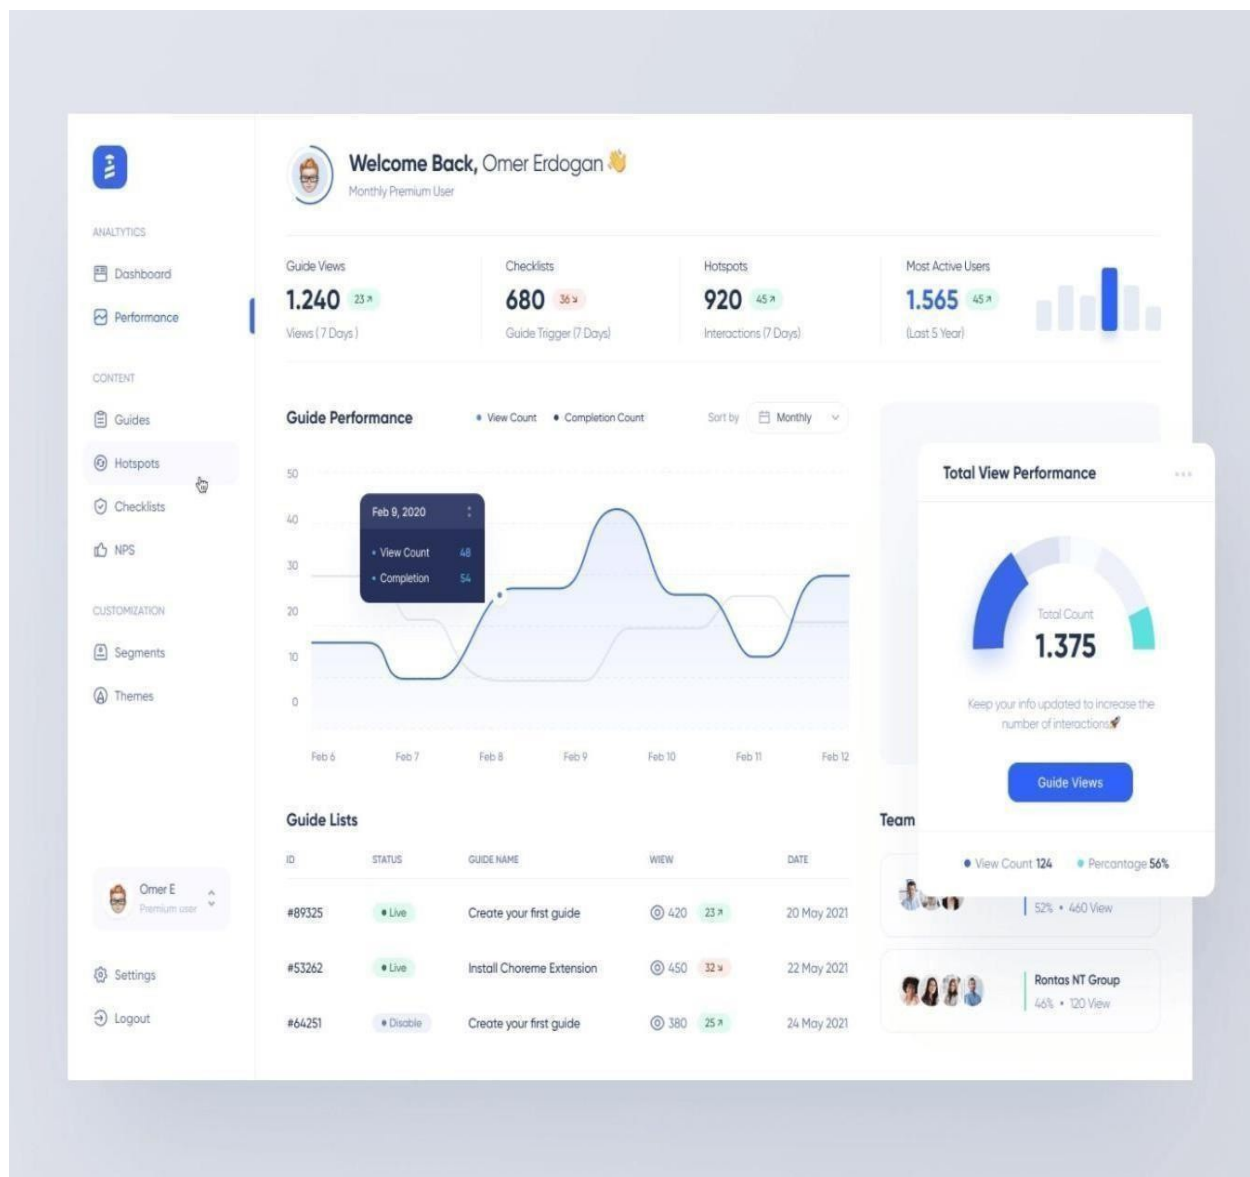 Welcome Back, Omer Erdogan 👋
Monthly Premium User
ANALTYTICS
Dashboard
Performance
CONTENT
Guides
Hotspots
Checklists
NPS
CUSTOMIZATION
Segments
Themes
Omer E
Premium user
Settings
Logout
Guide Views
1.240 23
Views ( 7 Days )
Checklists
680 36
Guide Trigger (7 Days)
Hotspots
920 45
Interactions (7 Days)
Most Active Users
1.565 45
(Last 5 Year)
Guide Performance
View Count Completion Count
Sort by Monthly
50
40
30
20
10
0
Feb 9, 2020
View Count 48
Completion 54
Feb 6 Feb 7 Feb 8 Feb 9 Feb 10 Feb 11 Feb 12
Total View Performance
Total Count
1.375
Keep your info updated to increase the
number of interactions🚀
Guide Views
View Count 124 Percantage 56%
Guide Lists
ID STATUS GUIDE NAME WIEW DATE
#89325 Live Create your first guide 420 23 20 May 2021
#53262 Live Install Choreme Extension 450 32 22 May 2021
#64251 Disable Create your first guide 380 25 24 May 2021
Team
52% • 460 View
Rontas NT Group
46% • 120 View